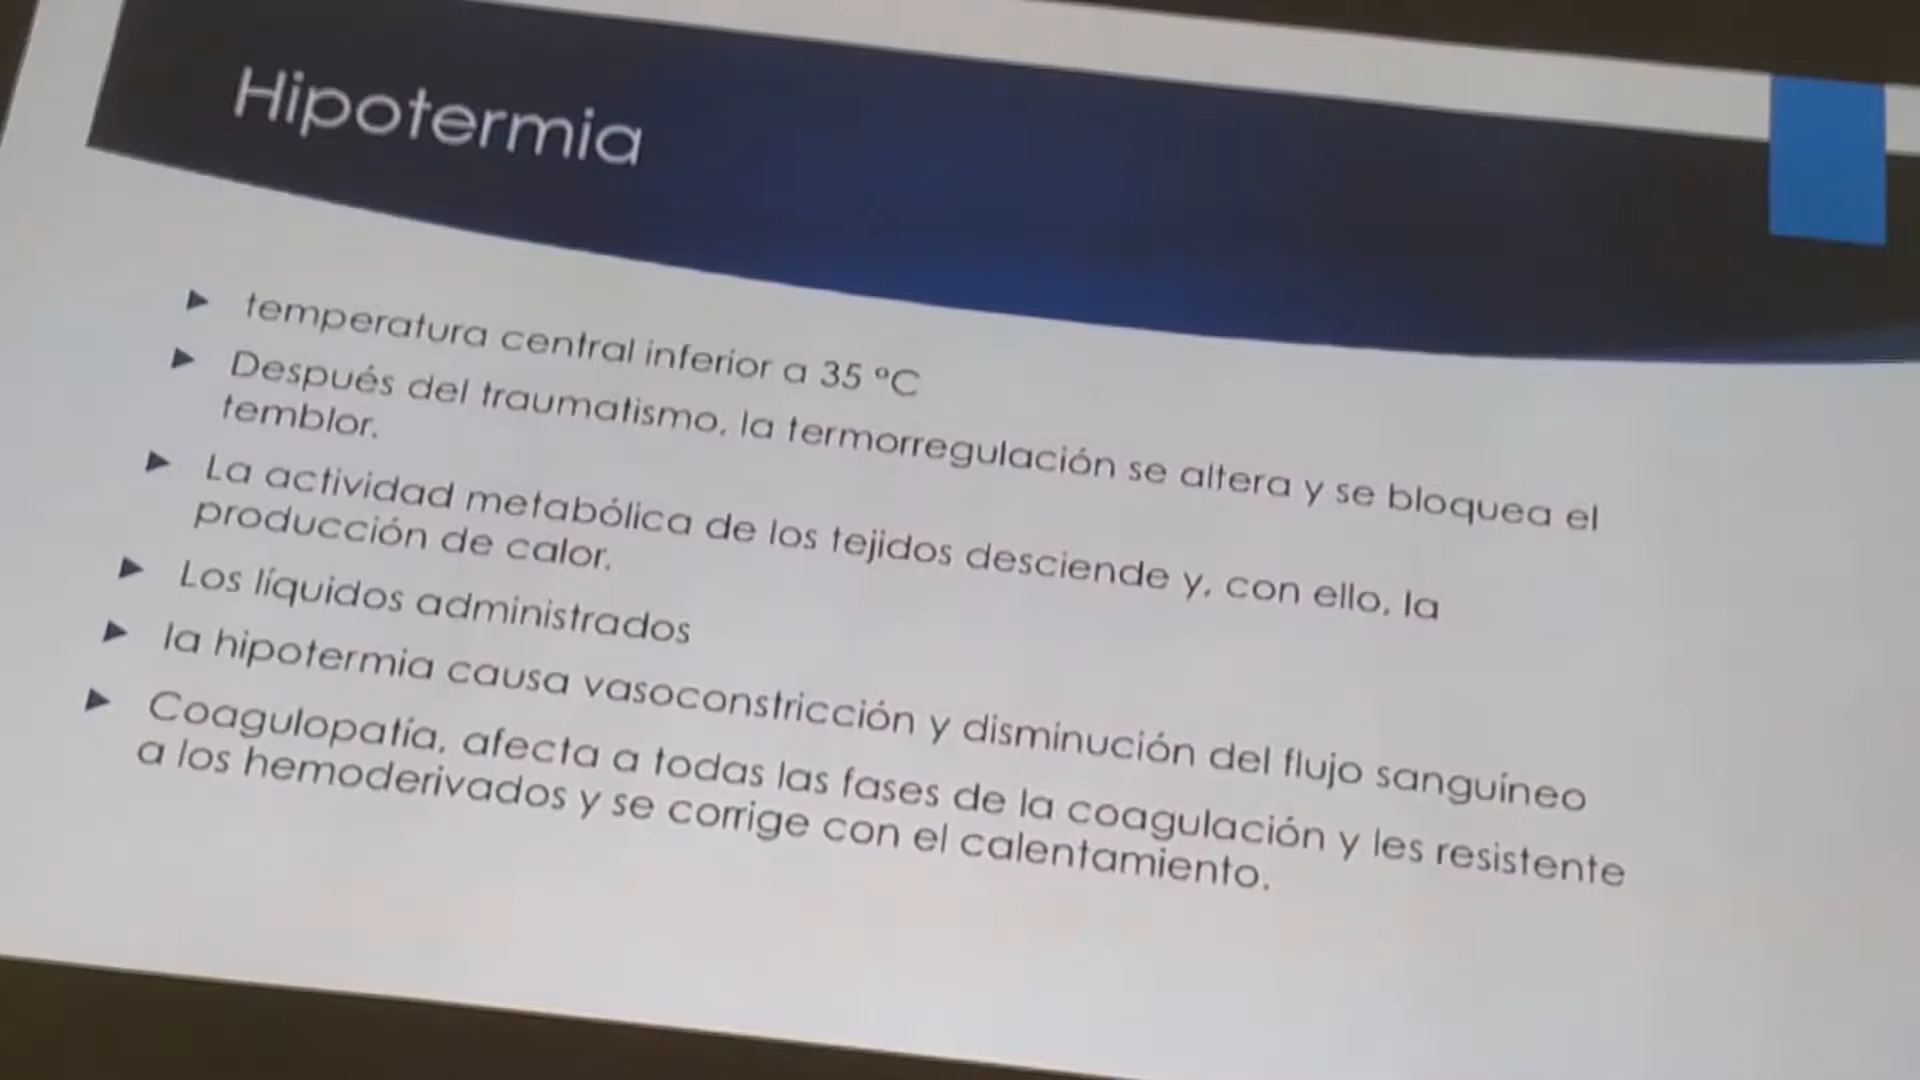 Hipotermia
temperatura central inferior a 35 ºC
Después del traumatismo, la termorregulación se altera y se bloquea el
temblor.
La actividad metabólica de los tejidos desciende y, con ello, la
producción de calor.
Los líquidos administrados
la hipotermia causa vasoconstricción y disminución del flujo sanguíneo
Coagulopatía, afecta a todas las fases de la coagulación y les resistente
a los hemoderivados y se corrige con el calentamiento.